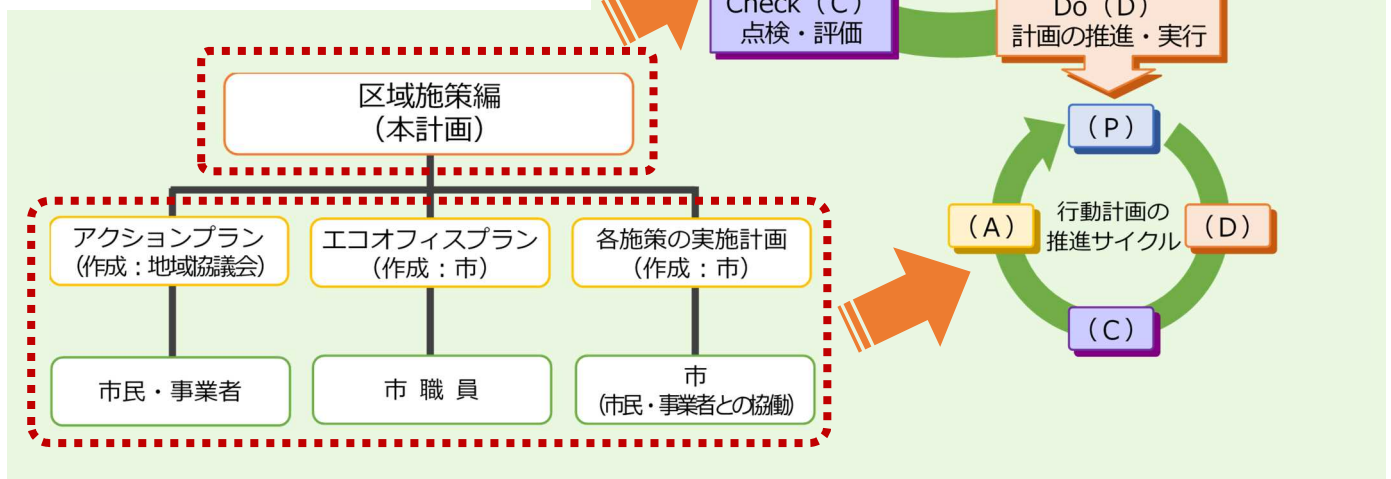 Check（C）
点検・評価
Do（D）
計画の推進・実行
区域施策編
（本計画）
アクションプラン
（作成：地域協議会）
エコオフィスプラン
（作成：市）
各施策の実施計画
（作成：市）
市民・事業者
市 職 員
市
（市民・事業者との協働）
（P）
（A）
行動計画の
推進サイクル
（D）
（C）